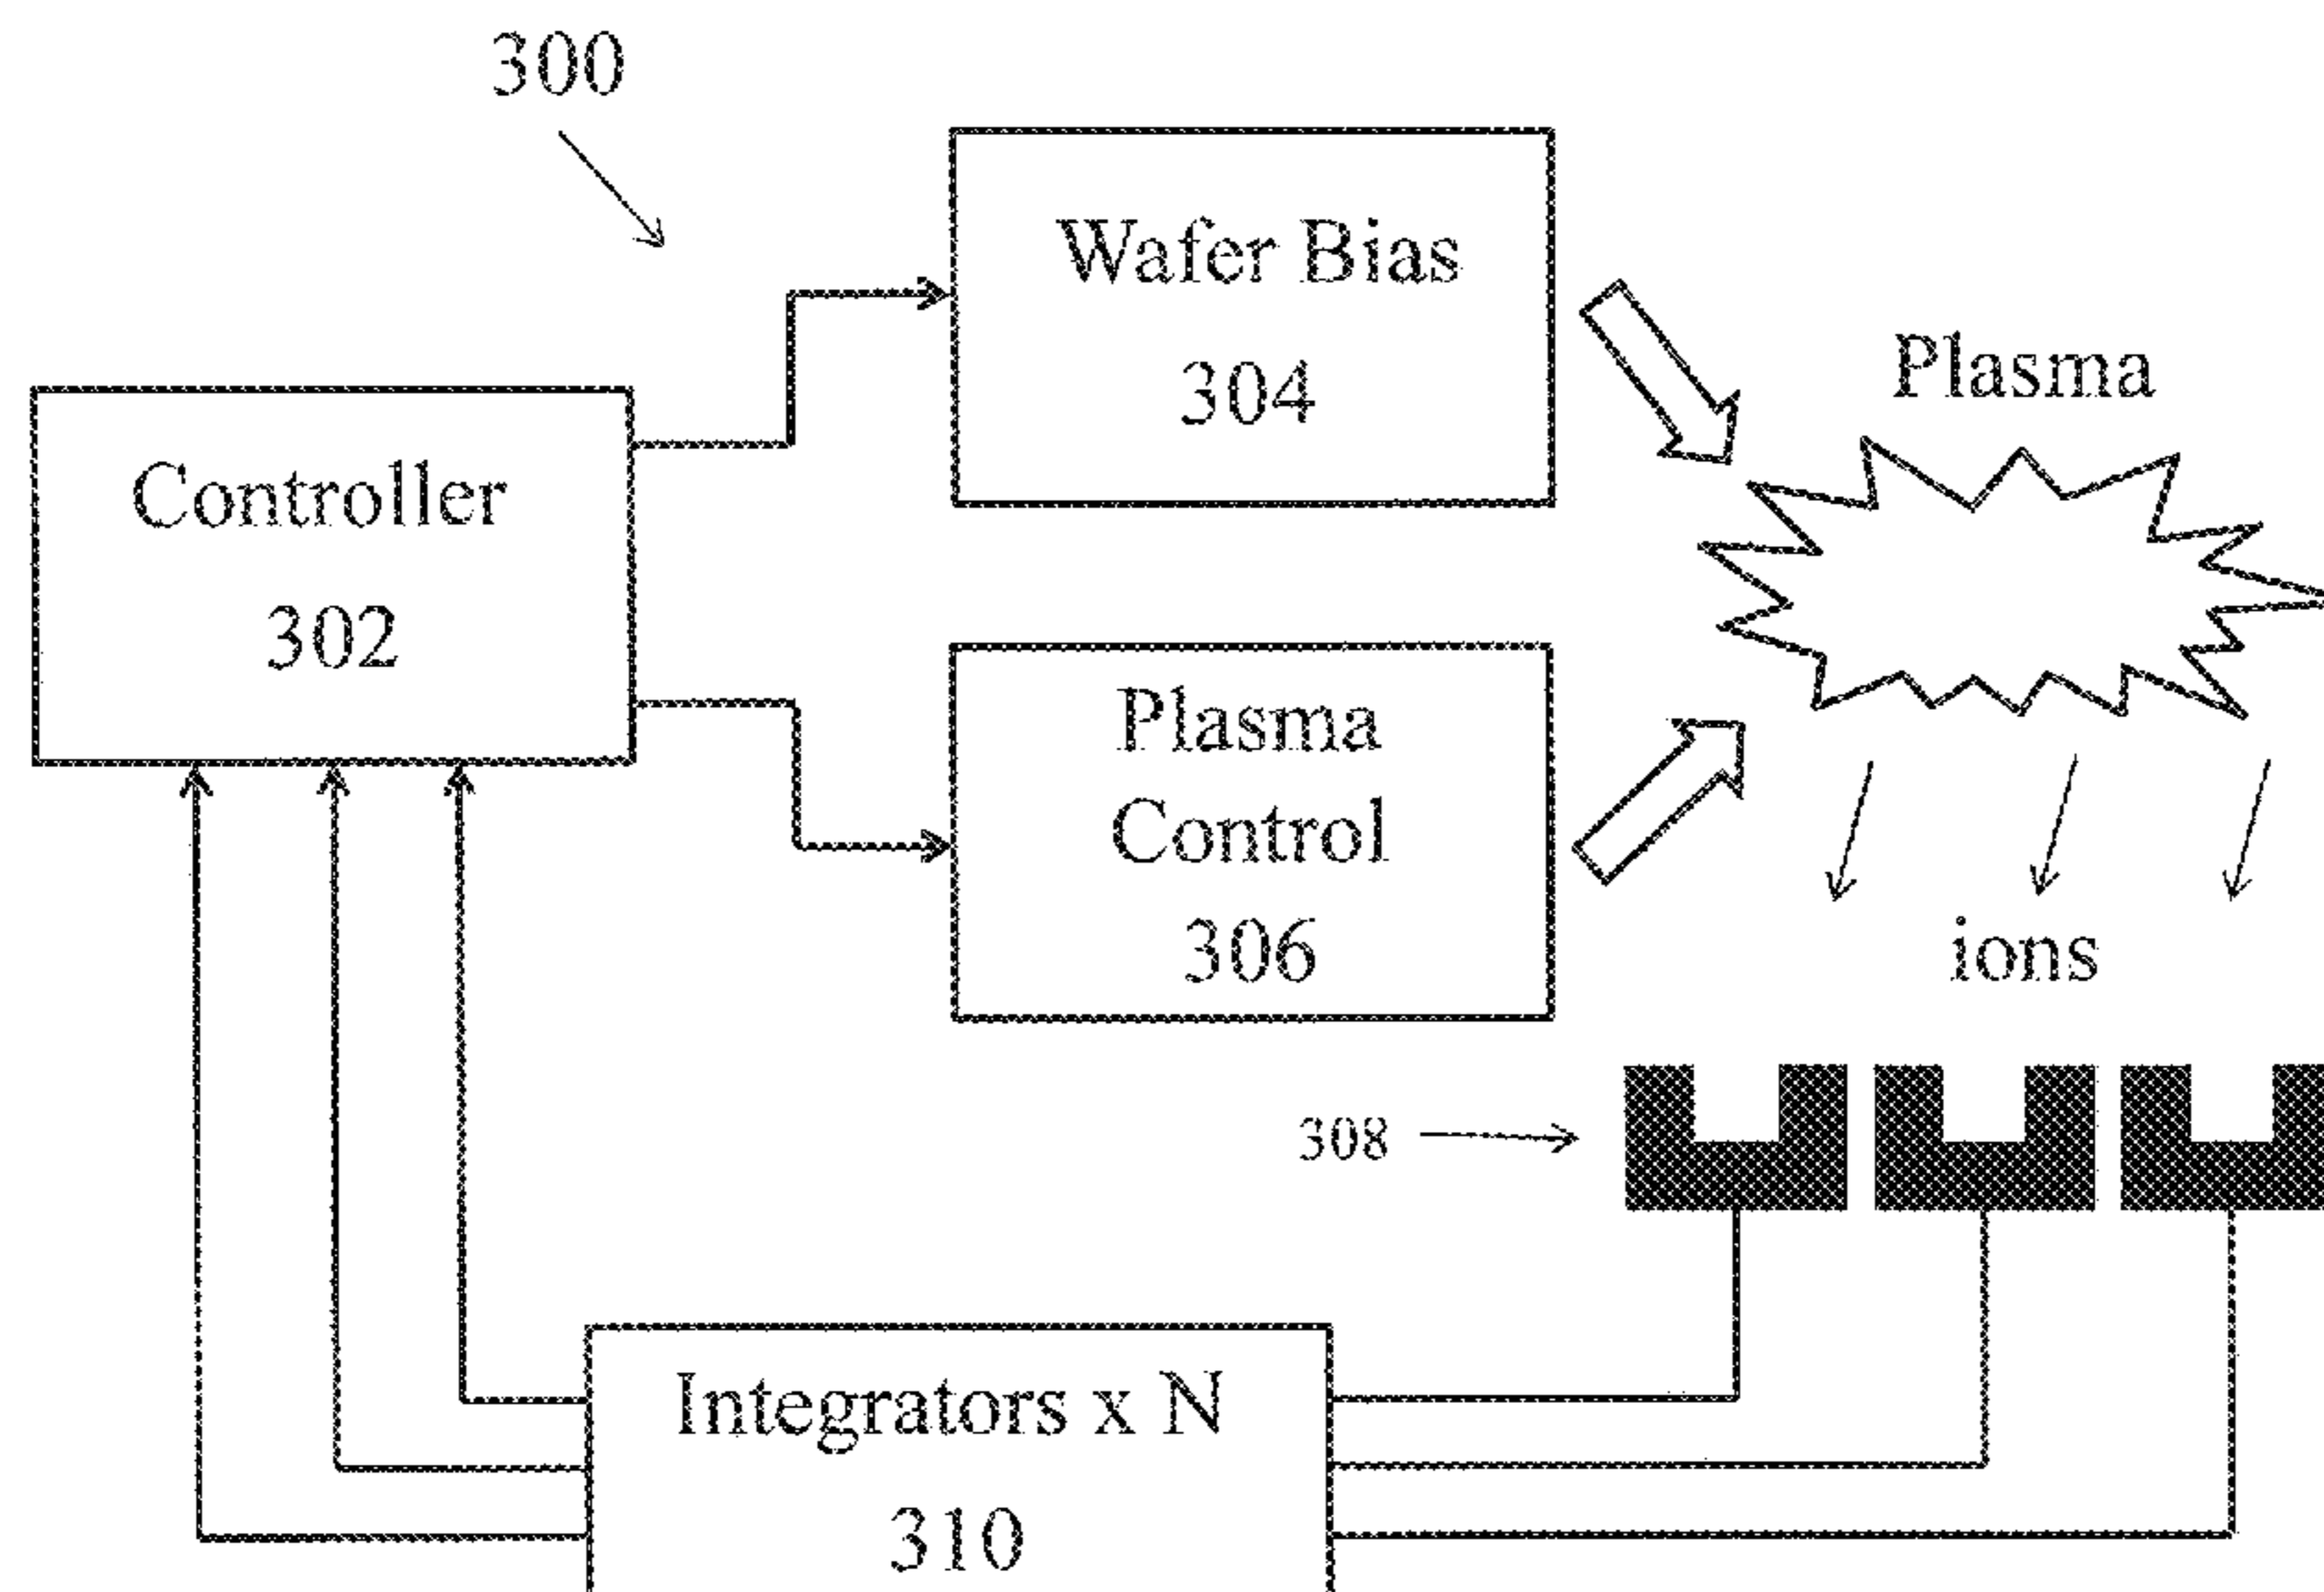 300
Wafer Bias
304
Plasma
Controller
302
Plasma
Control
306
ions
308
Integrators x N
310